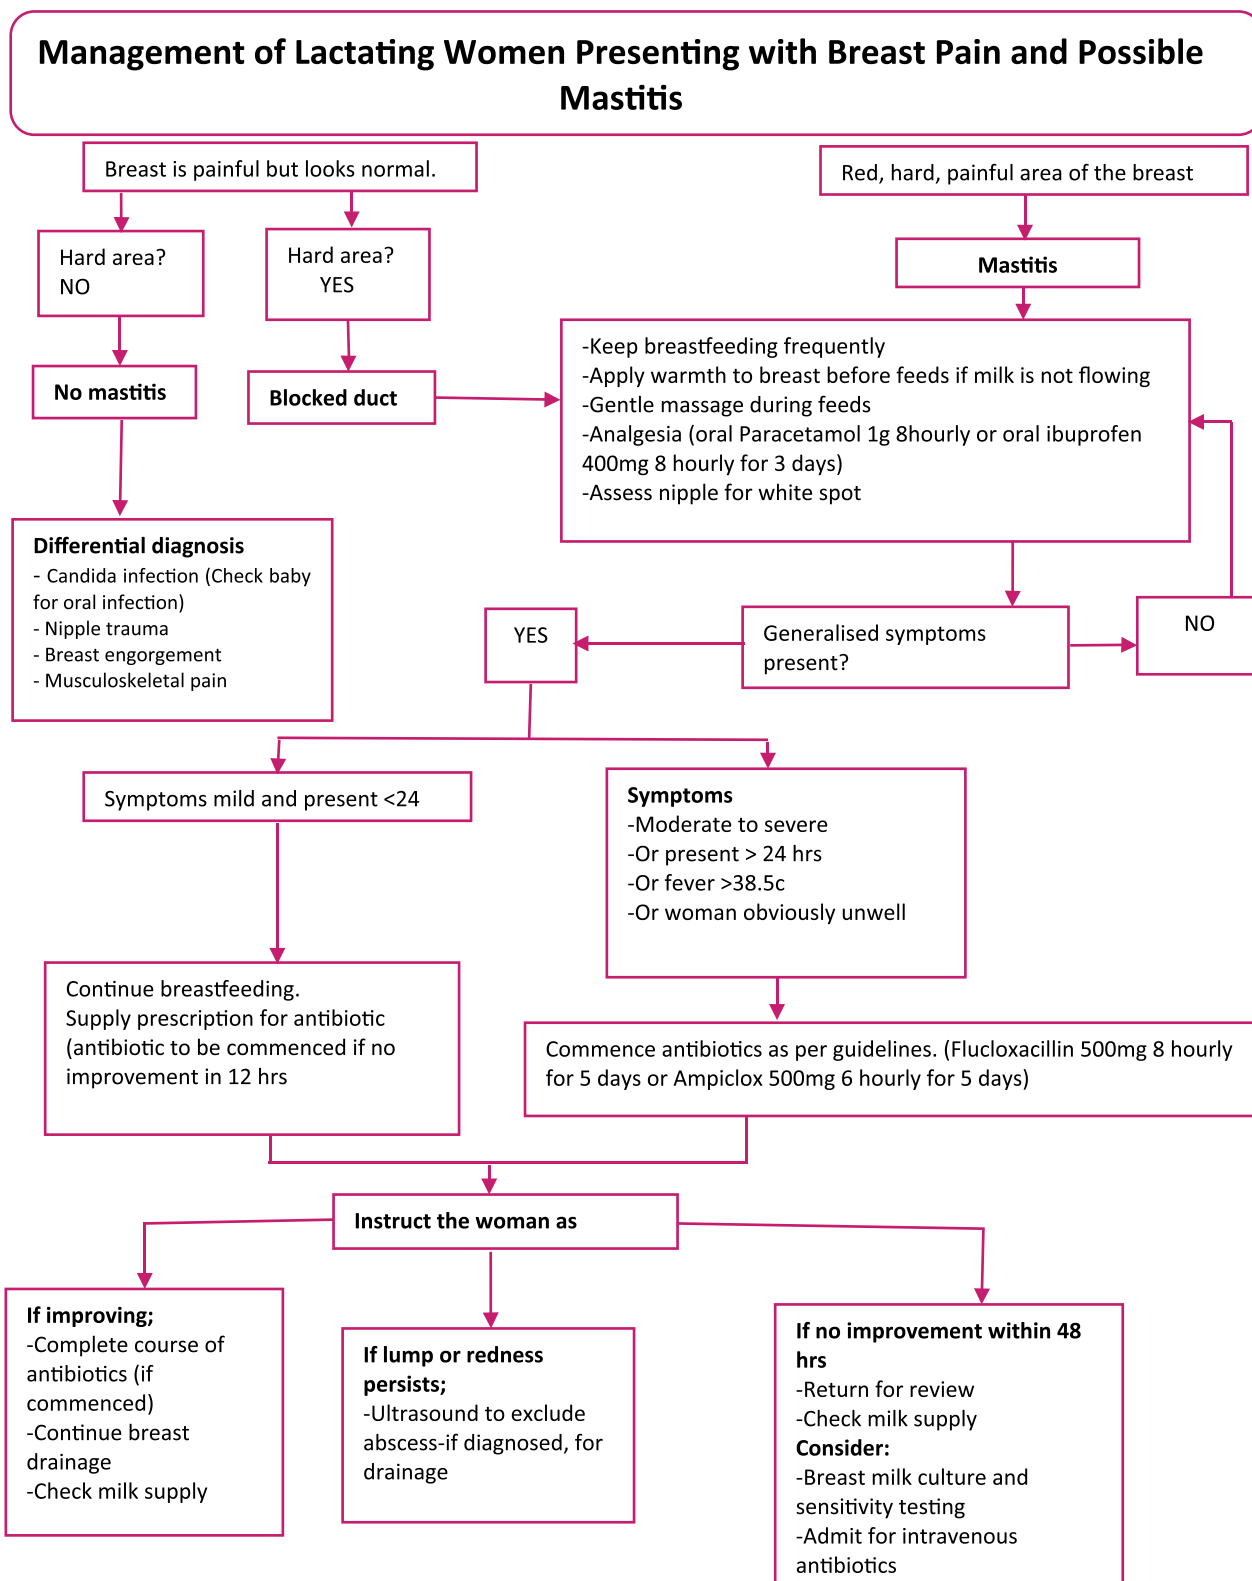 Management of Lactating Women Presenting with Breast Pain and Possible
Mastitis
Breast is painful but looks normal.
Red, hard, painful area of the breast
Hard area?
NO
Hard area?
YES
Mastitis
No mastitis
Blocked duct
-Keep breastfeeding frequently
-Apply warmth to breast before feeds if milk is not flowing
-Gentle massage during feeds
-Analgesia (oral Paracetamol 1g 8hourly or oral ibuprofen
400mg 8 hourly for 3 days)
-Assess nipple for white spot
Differential diagnosis
- Candida infection (Check baby
for oral infection)
- Nipple trauma
- Breast engorgement
- Musculoskeletal pain
YES
Generalised symptoms
present?
NO
Symptoms mild and present <24
Symptoms
-Moderate to severe
-Or present > 24 hrs
-Or fever >38.5c
-Or woman obviously unwell
Continue breastfeeding.
Supply prescription for antibiotic
(antibiotic to be commenced if no
improvement in 12 hrs
Commence antibiotics as per guidelines. (Flucloxacillin 500mg 8 hourly
for 5 days or Ampiclox 500mg 6 hourly for 5 days)
Instruct the woman as
If improving;
-Complete course of
antibiotics (if
commenced)
-Continue breast
drainage
-Check milk supply
If lump or redness
persists;
-Ultrasound to exclude
abscess-if diagnosed, for
drainage
If no improvement within 48
hrs
-Return for review
-Check milk supply
Consider:
-Breast milk culture and
sensitivity testing
-Admit for intravenous
antibiotics